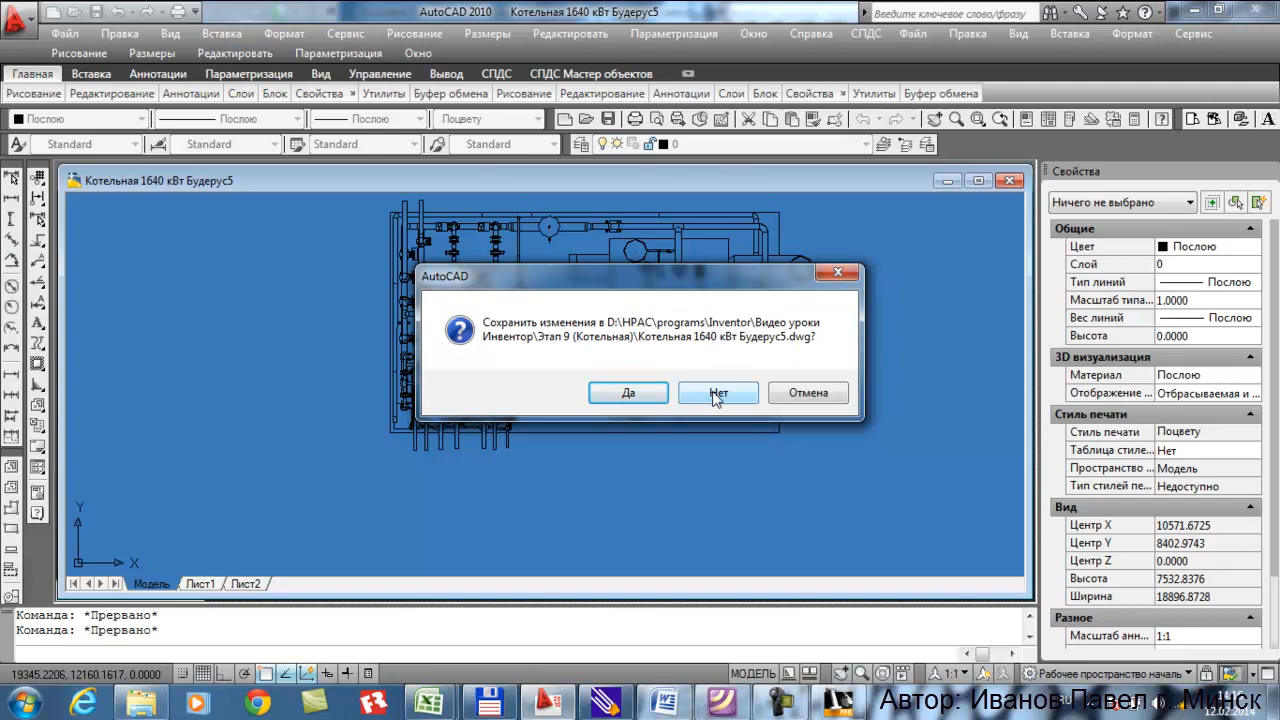 AutoCAD 2010 Котельная 1640 кВт Будерус5
Введите ключевое слово/фразу
Файл Правка Вид Вставка Формат Сервис Рисование Размеры Редактировать Параметризация Окно Справка СПДС Файл Правка Вид Вставка Формат Сервис
Рисование Размеры Редактировать Параметризация Окно
Главная Вставка Аннотации Параметризация Вид Управление Вывод СПДС СПДС Мастер объектов
Рисование Редактирование Аннотации Слои Блок Свойства Утилиты Буфер обмена Рисование Редактирование Аннотации Слои Блок Свойства Утилиты Буфер обмена
Послою Послою Послою Поцвету
Standard Standard Standard Standard 0
Котельная 1640 кВт Будерус5
AutoCAD
Сохранить изменения в D:\HPAC\programs\Inventor\Видео уроки
Инвентор\Этап 9 (Котельная)\Котельная 1640 кВт Будерус5.dwg?
Да Нет Отмена
Y
X
Модель Лист1 Лист2
Свойства
Ничего не выбрано
Общие
Цвет Послою
Слой 0
Тип линий Послою
Масштаб типа... 1.0000
Вес линий Послою
Высота 0.0000
3D визуализация
Материал Послою
Отображение ... Отбрасываемая и ...
Стиль печати
Стиль печати Поцвету
Таблица стиле... Нет
Пространство ... Модель
Тип стилей пе... Недоступно
Вид
Центр X 10571.6725
Центр Y 8402.9743
Центр Z 0.0000
Высота 7532.8376
Ширина 18896.8728
Разное
Масштаб анн... 1:1
Команда: *Прервано*
Команда: *Прервано*
19345.2206, 12160.1617, 0.0000 МОДЕЛЬ 1:1 Рабочее пространство началь
Автор: Иванов Павел г. Минск
12.02.2014